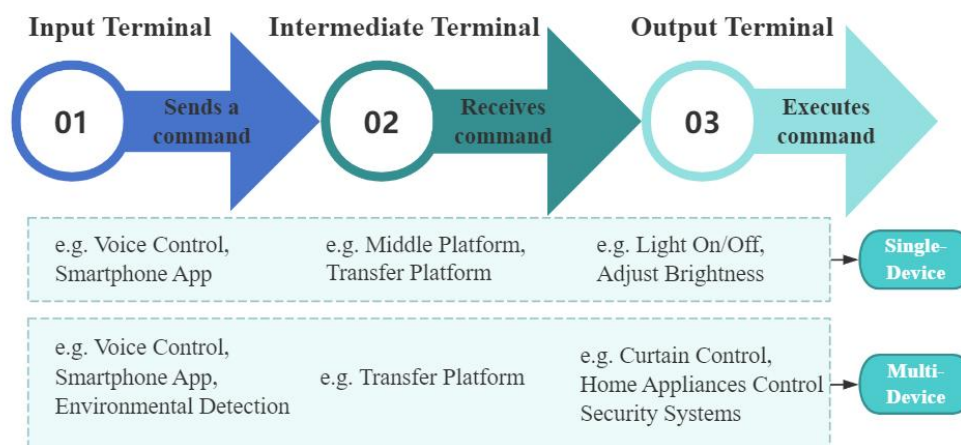 Input Terminal
Intermediate Terminal
Output Terminal
01
Sends a
command
02
Receives
command
03
Executes
command
e.g. Voice Control,
Smartphone App
e.g. Middle Platform,
Transfer Platform
e.g. Light On/Off,
Adjust Brightness
Single-
Device
e.g. Voice Control,
Smartphone App,
Environmental Detection
e.g. Transfer Platform
e.g. Curtain Control,
Home Appliances Control
Security Systems
Multi-
Device